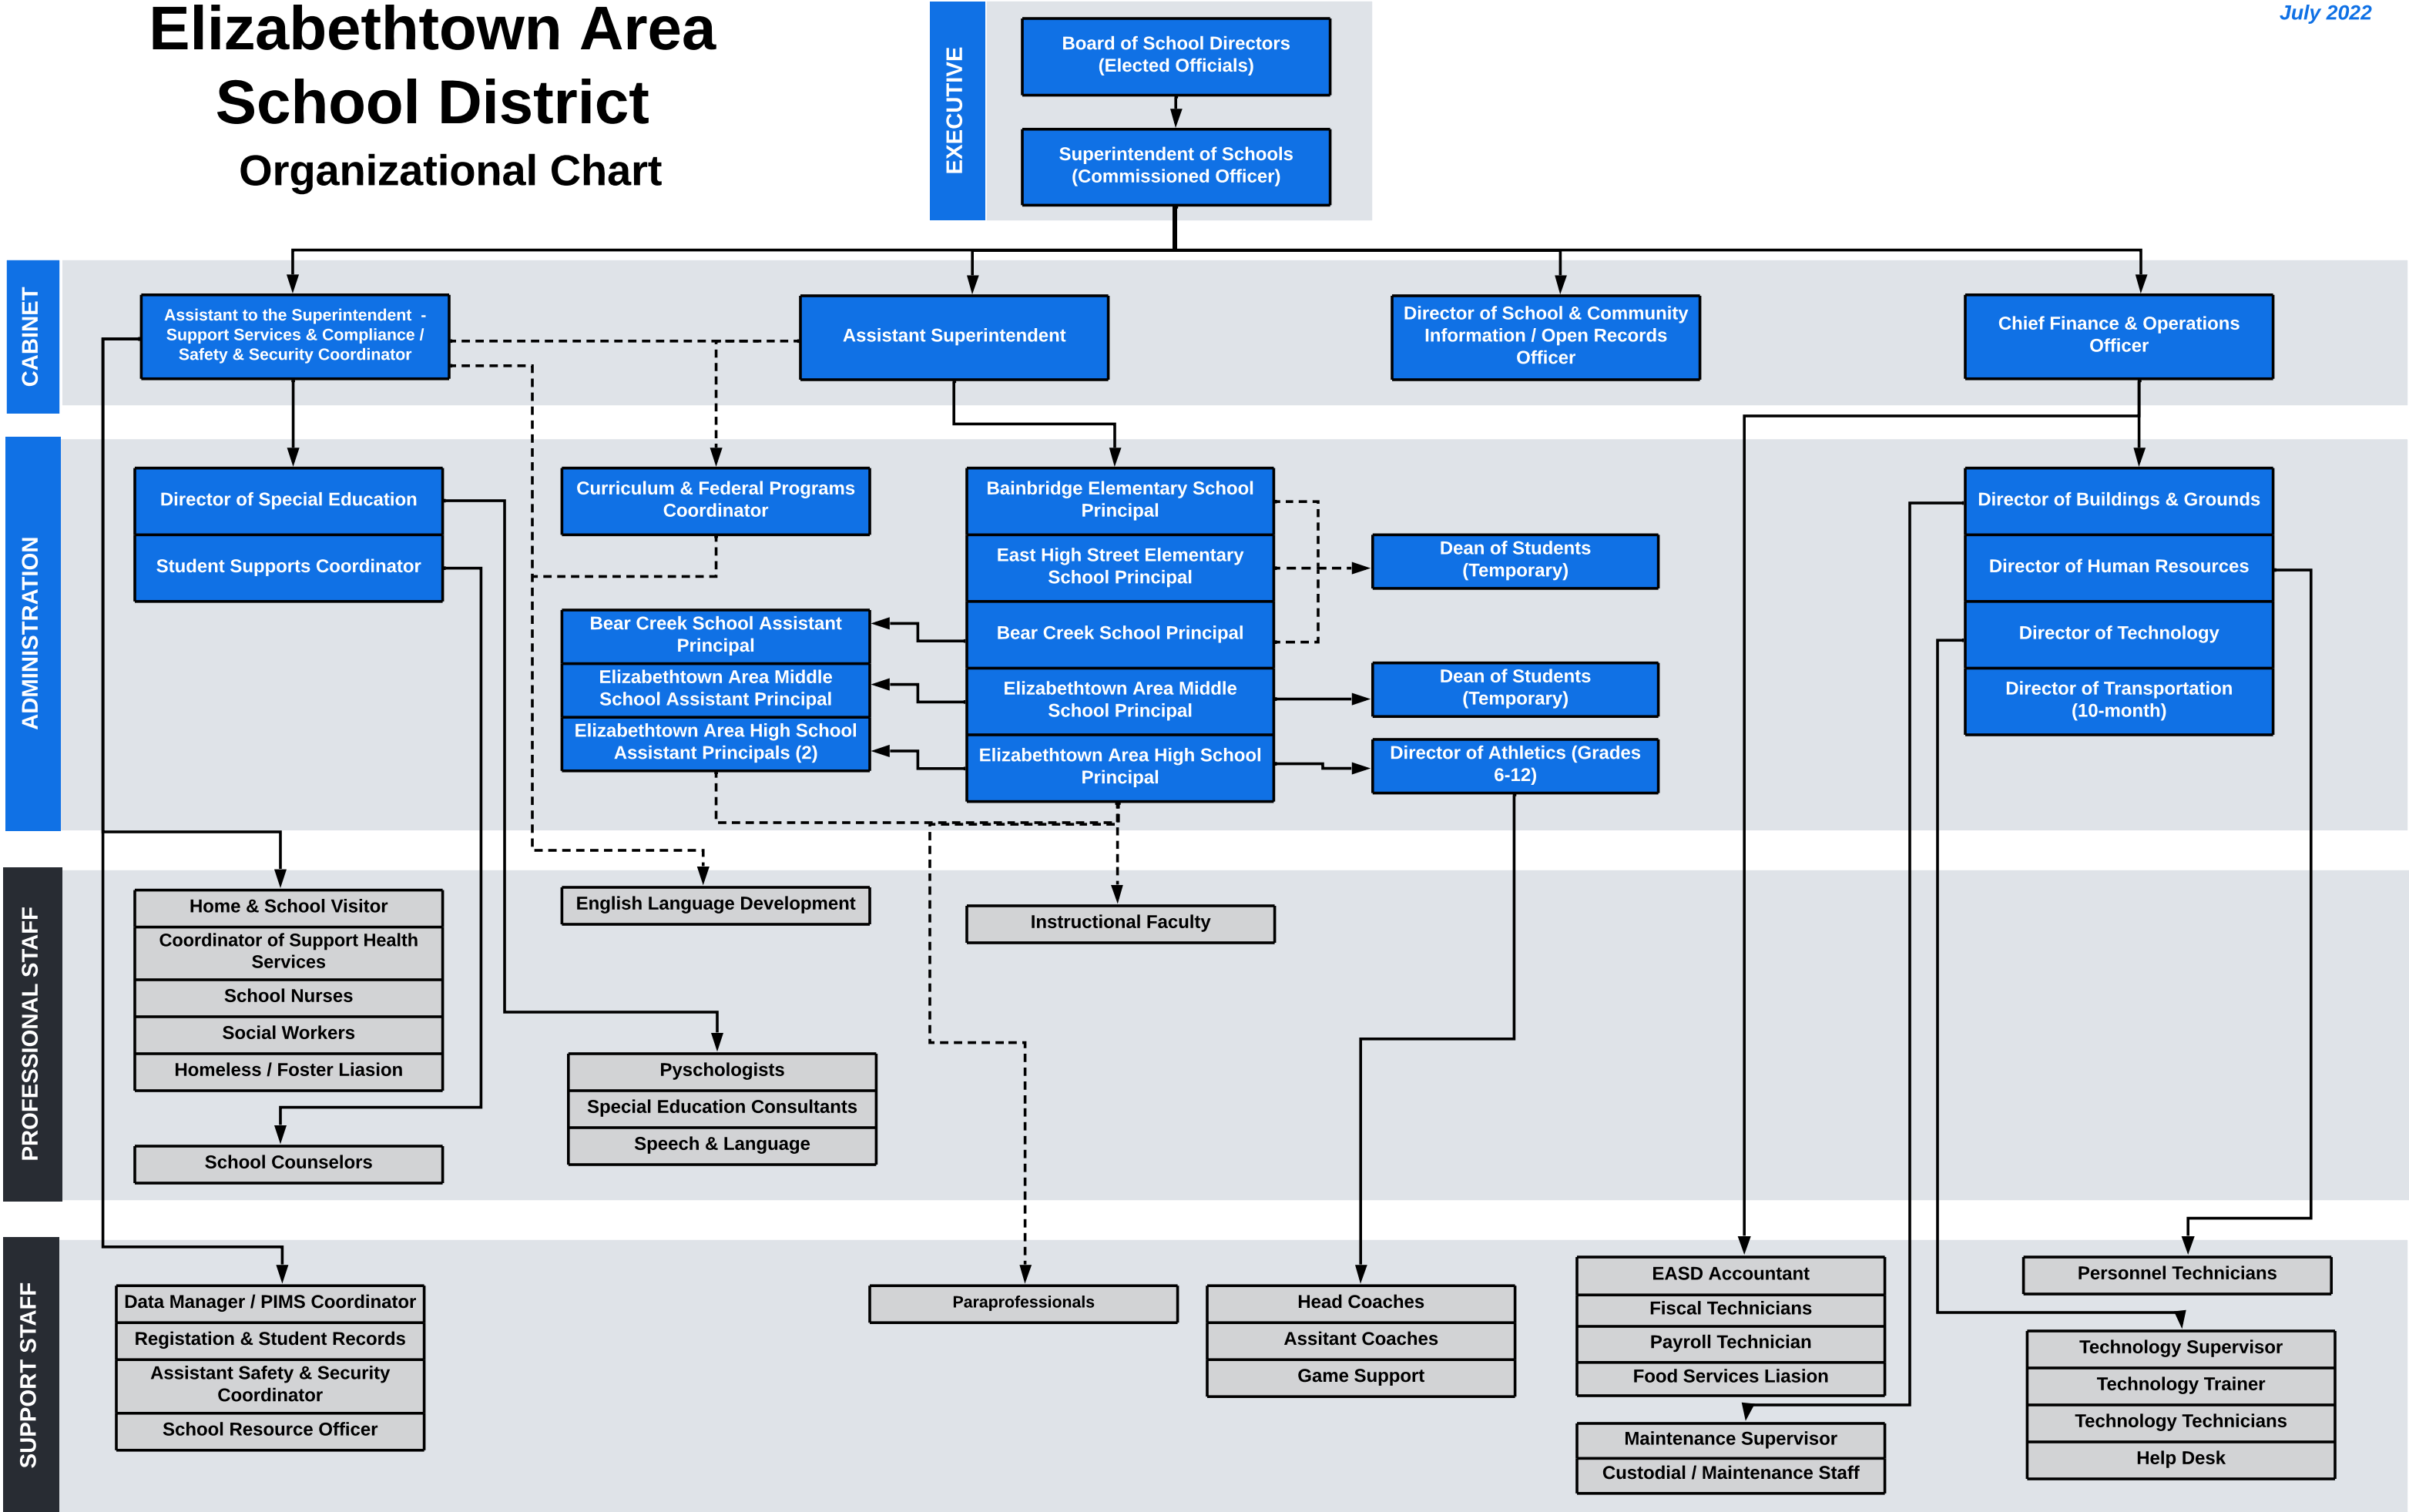 Elizabethtown Area
School District
Organizational Chart
July 2022
EXECUTIVE
Board of School Directors
(Elected Officials)
Superintendent of Schools
(Commissioned Officer)
CABINET
Assistant to the Superintendent -
Support Services & Compliance /
Safety & Security Coordinator
Assistant Superintendent
Director of School & Community
Information / Open Records
Officer
Chief Finance & Operations
Officer
ADMINISTRATION
Director of Special Education
Student Supports Coordinator
Curriculum & Federal Programs
Coordinator
Bear Creek School Assistant
Principal
Elizabethtown Area Middle
School Assistant Principal
Elizabethtown Area High School
Assistant Principals (2)
Bainbridge Elementary School
Principal
East High Street Elementary
School Principal
Bear Creek School Principal
Elizabethtown Area Middle
School Principal
Elizabethtown Area High School
Principal
Dean of Students
(Temporary)
Dean of Students
(Temporary)
Director of Athletics (Grades
6-12)
Director of Buildings & Grounds
Director of Human Resources
Director of Technology
Director of Transportation
(10-month)
PROFESSIONAL STAFF
Home & School Visitor
Coordinator of Support Health
Services
School Nurses
Social Workers
Homeless / Foster Liasion
School Counselors
English Language Development
Pyschologists
Special Education Consultants
Speech & Language
Instructional Faculty
SUPPORT STAFF
Data Manager / PIMS Coordinator
Registation & Student Records
Assistant Safety & Security
Coordinator
School Resource Officer
Paraprofessionals
Head Coaches
Assitant Coaches
Game Support
EASD Accountant
Fiscal Technicians
Payroll Technician
Food Services Liasion
Maintenance Supervisor
Custodial / Maintenance Staff
Personnel Technicians
Technology Supervisor
Technology Trainer
Technology Technicians
Help Desk